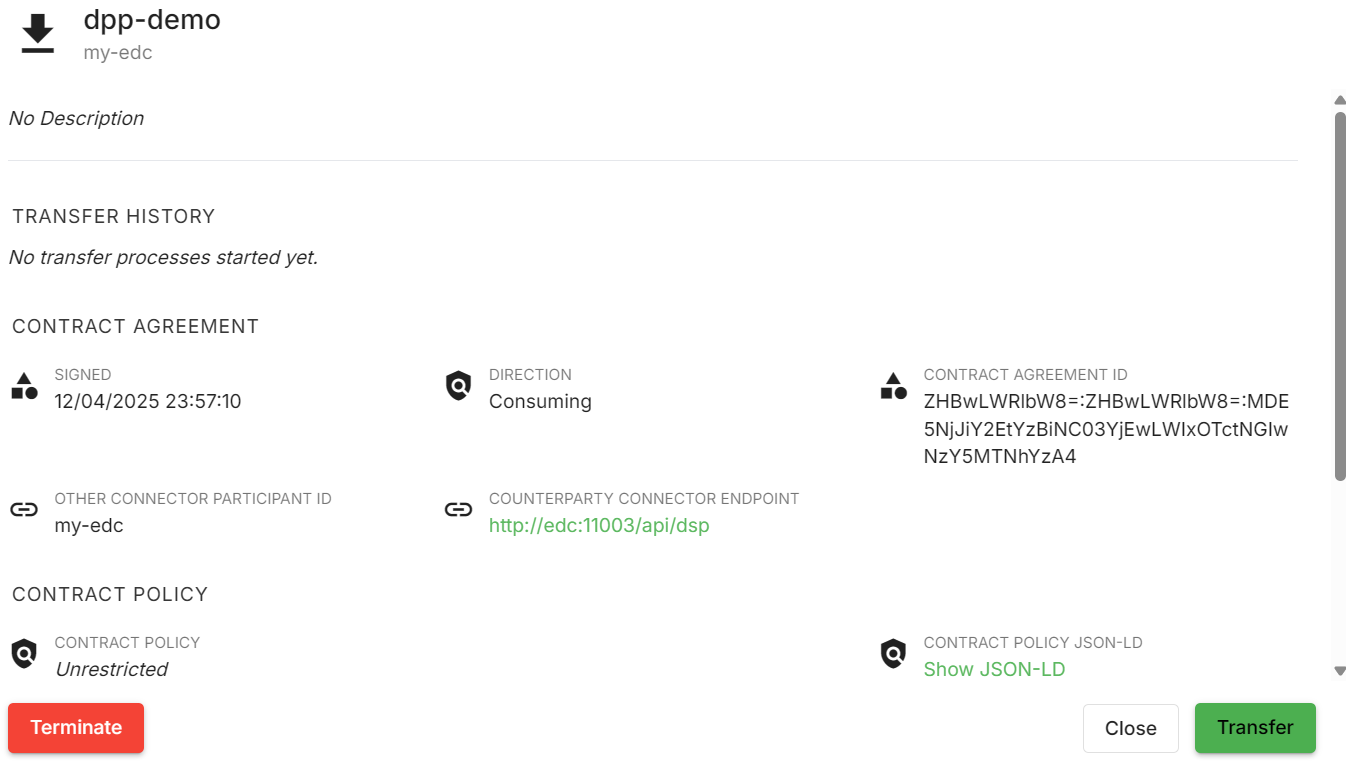 dpp-demo
my-edc
No Description
TRANSFER HISTORY
No transfer processes started yet.
CONTRACT AGREEMENT
SIGNED
12/04/2025 23:57:10
DIRECTION
Consuming
CONTRACT AGREEMENT ID
ZHBwLWRlbW8=:ZHBwLWRlbW8=:MDE
5NjJiY2EtYzBiNC03YjEwLWIxOTctNGIw
NzY5MTNhYzA4
OTHER CONNECTOR PARTICIPANT ID
my-edc
COUNTERPARTY CONNECTOR ENDPOINT
http://edc:11003/api/dsp
CONTRACT POLICY
CONTRACT POLICY
Unrestricted
CONTRACT POLICY JSON-LD
Show JSON-LD
Terminate
Close
Transfer